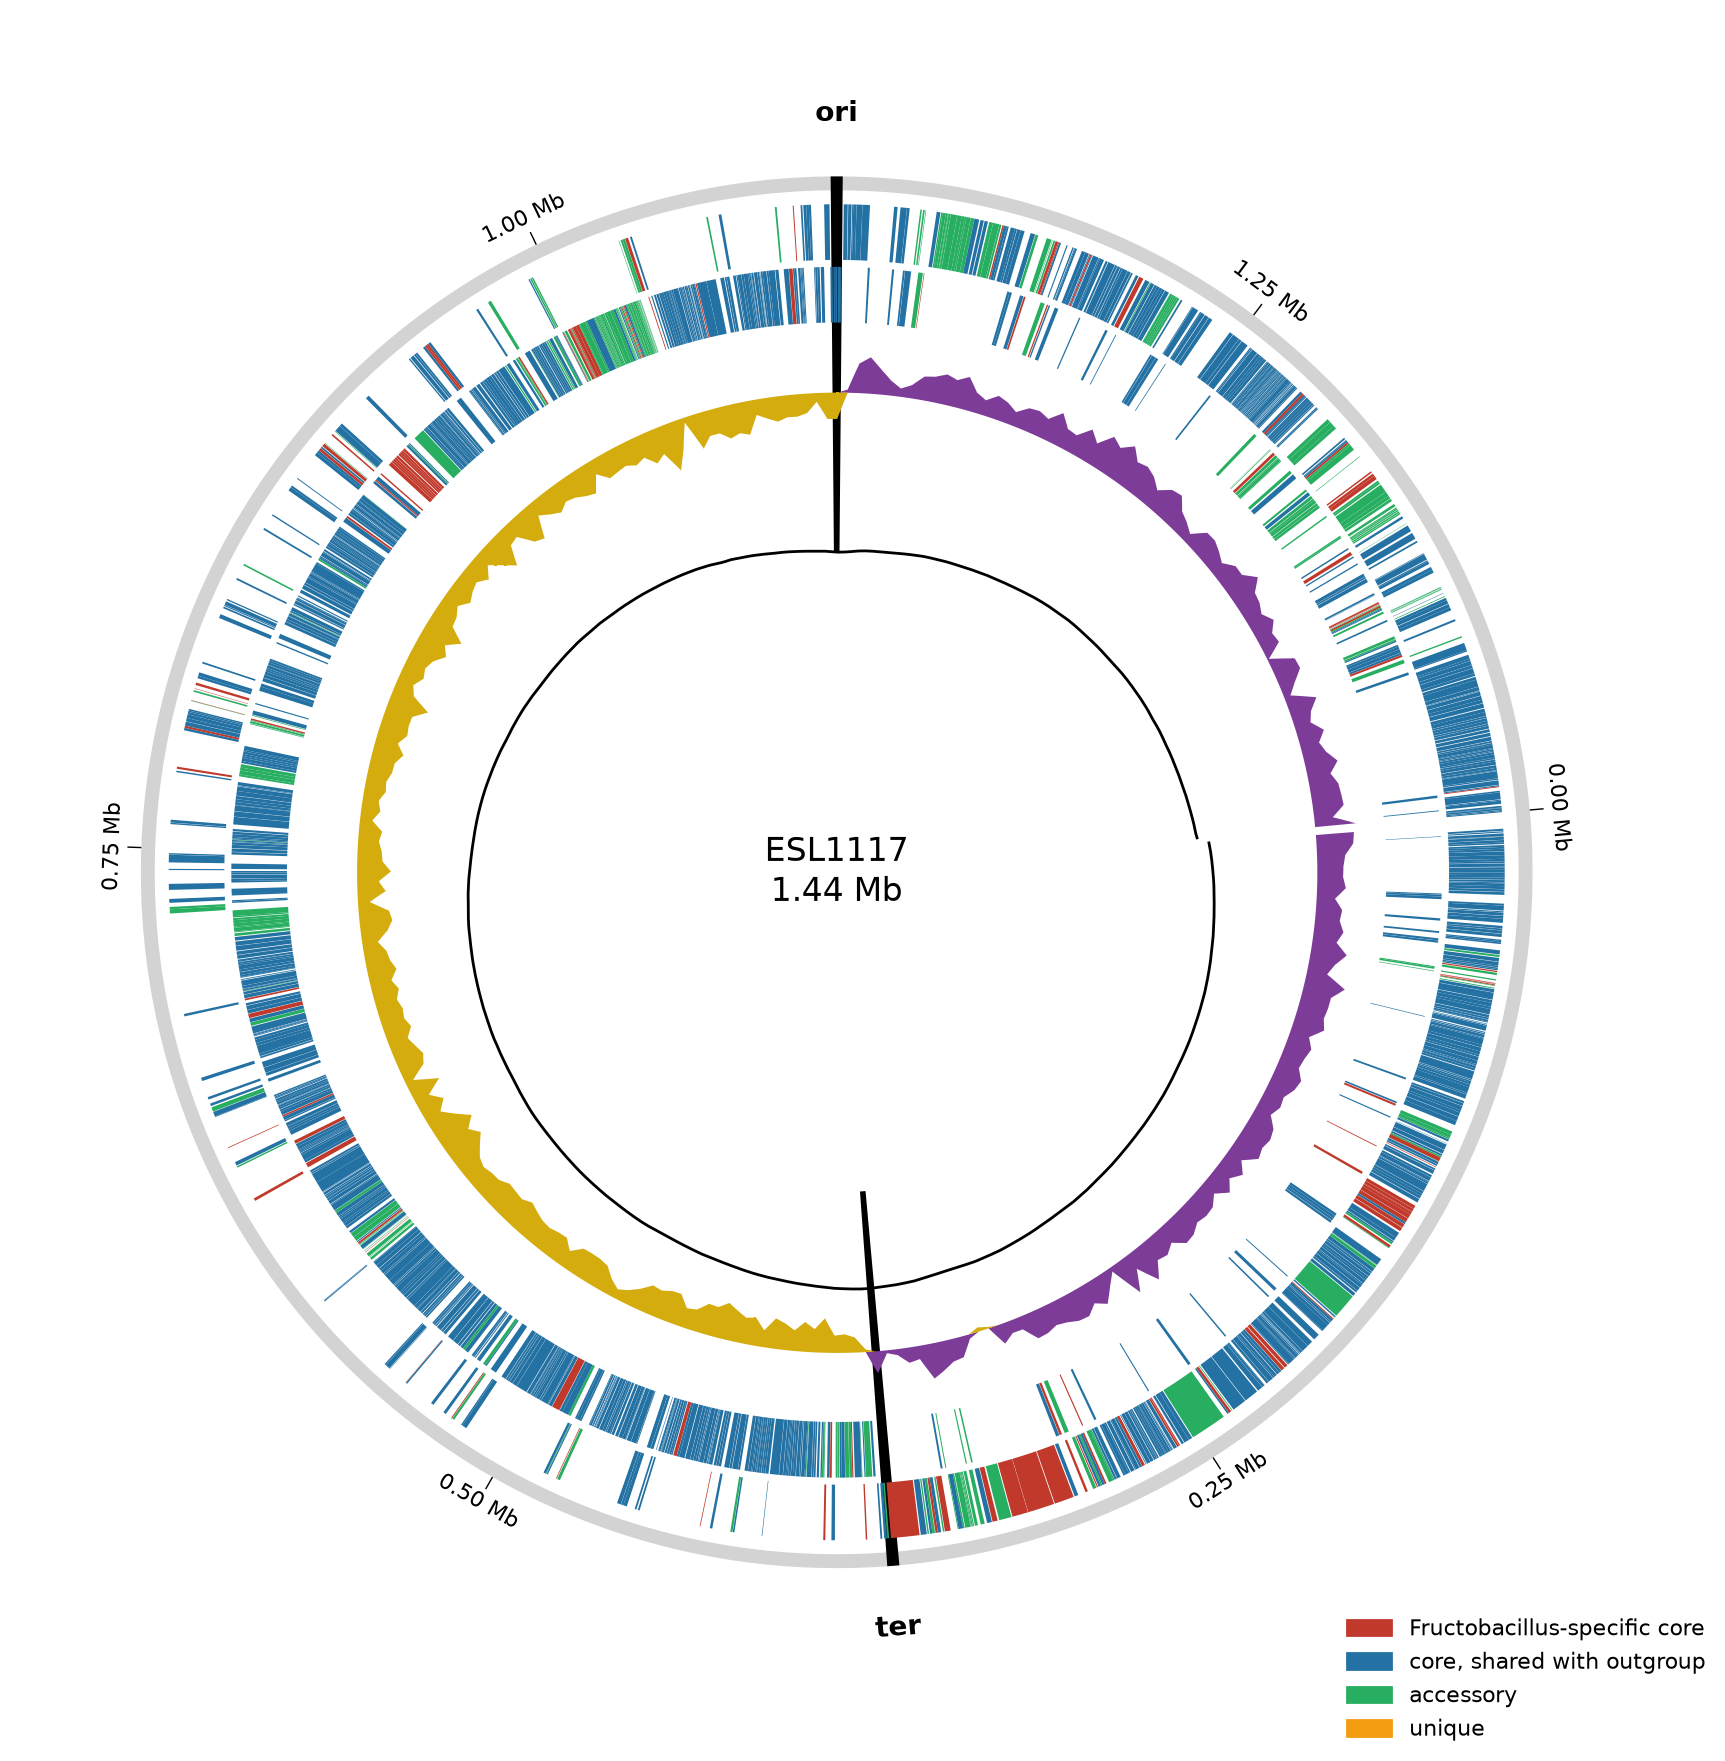 ori
1.00 Mb
1.25 Mb
0.00 Mb
0.75 Mb
ESL1117
1.44 Mb
0.50 Mb
0.25 Mb
ter
Fructobacillus-specific core
core, shared with outgroup
accessory
unique